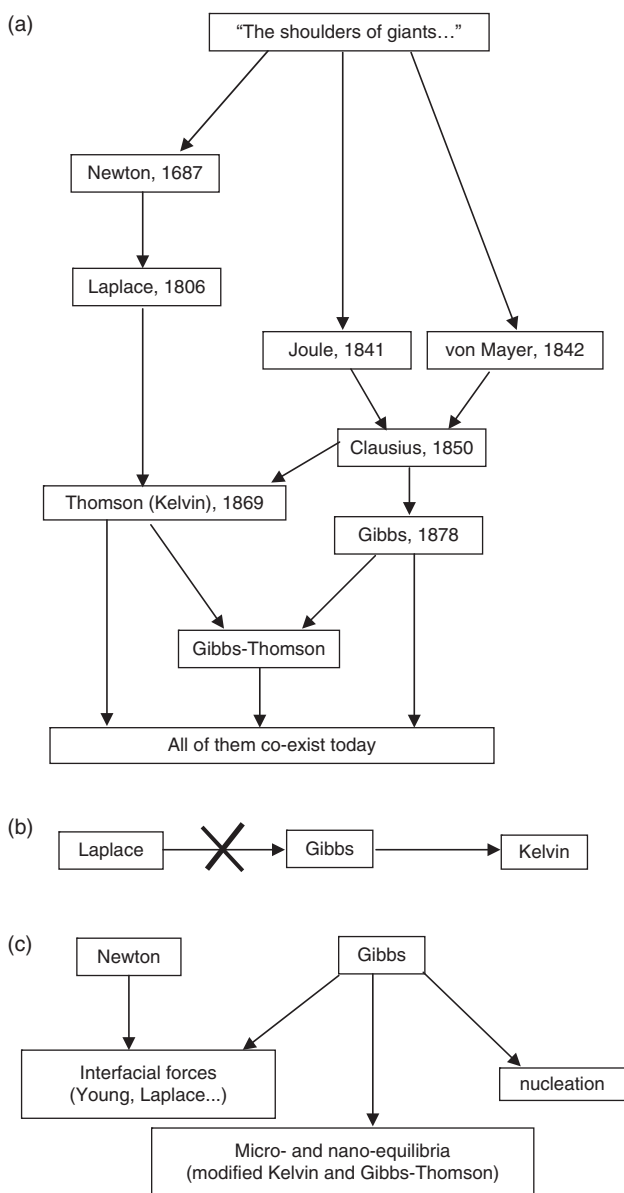 (a)
“The shoulders of giants…”
Newton, 1687
Laplace, 1806
Joule, 1841
von Mayer, 1842
Clausius, 1850
Thomson (Kelvin), 1869
Gibbs, 1878
Gibbs-Thomson
All of them co-exist today
(b)
Laplace
Gibbs
Kelvin
(c)
Newton
Gibbs
Interfacial forces
(Young, Laplace...)
nucleation
Micro- and nano-equilibria
(modified Kelvin and Gibbs-Thomson)